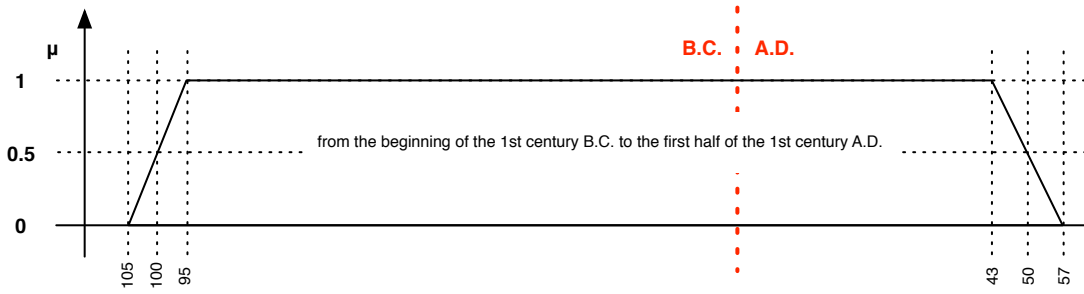 B.C. A.D.
µ
1
from the beginning of the 1st century B.C. to the first half of the 1st century A.D.
0.5
0
105 100 95 43 50 57